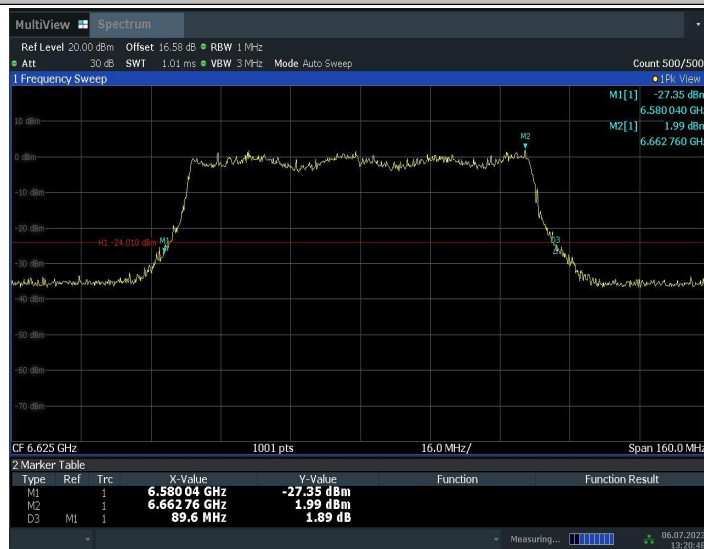 MultiView Spectrum
Ref Level 20.00 dBm Offset 16.58 dB RBW 1 MHz
Att 30 dB SWT 1.01 ms VBW 3 MHz Mode Auto Sweep Count 500/500
1 Frequency Sweep 1Pk View
M1[1] -27.35 dBm
6.580 040 GHz
M2[1] 1.99 dBm
6.662 760 GHz
10 dBm
M2
0 dBm
-10 dBm
-20 dBm
H1 -24.010 dBm M1 D3
-30 dBm
-40 dBm
-50 dBm
-60 dBm
-70 dBm
CF 6.625 GHz 1001 pts 16.0 MHz/ Span 160.0 MHz
2 Marker Table
Type Ref Trc X-Value Y-Value Function Function Result
M1 1 6.580 04 GHz -27.35 dBm
M2 1 6.662 76 GHz 1.99 dBm
D3 M1 1 89.6 MHz 1.89 dB
Measuring... 06.07.2023
13:20:46